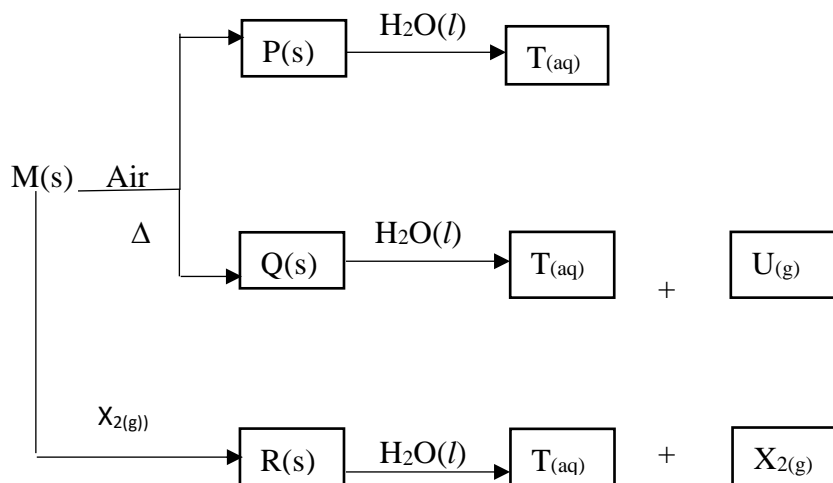 H₂O(l)
P(s)
T(aq)
M(s) Air
Δ
H₂O(l)
Q(s)
T(aq)
+
U(g)
X₂(g))
H₂O(l)
R(s)
T(aq)
+
X₂(g)